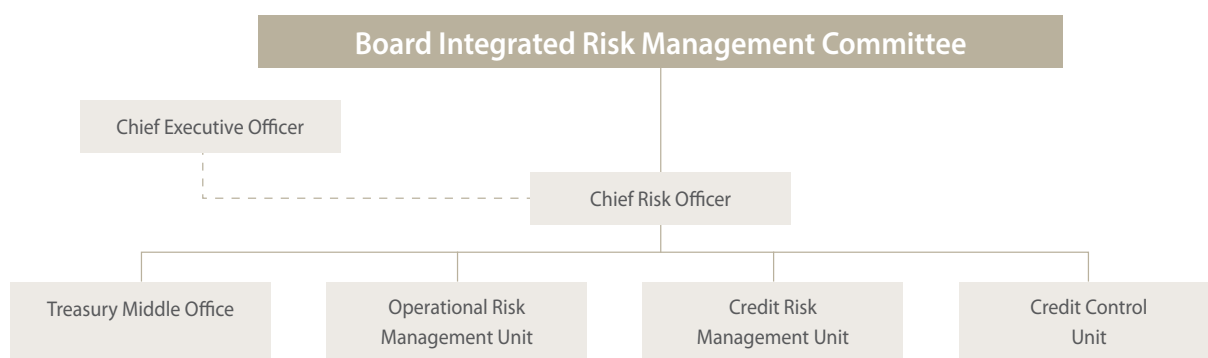 Board Integrated Risk Management Committee
Chief Executive Officer
Chief Risk Officer
Treasury Middle Office
Operational Risk
Management Unit
Credit Risk
Management Unit
Credit Control
Unit